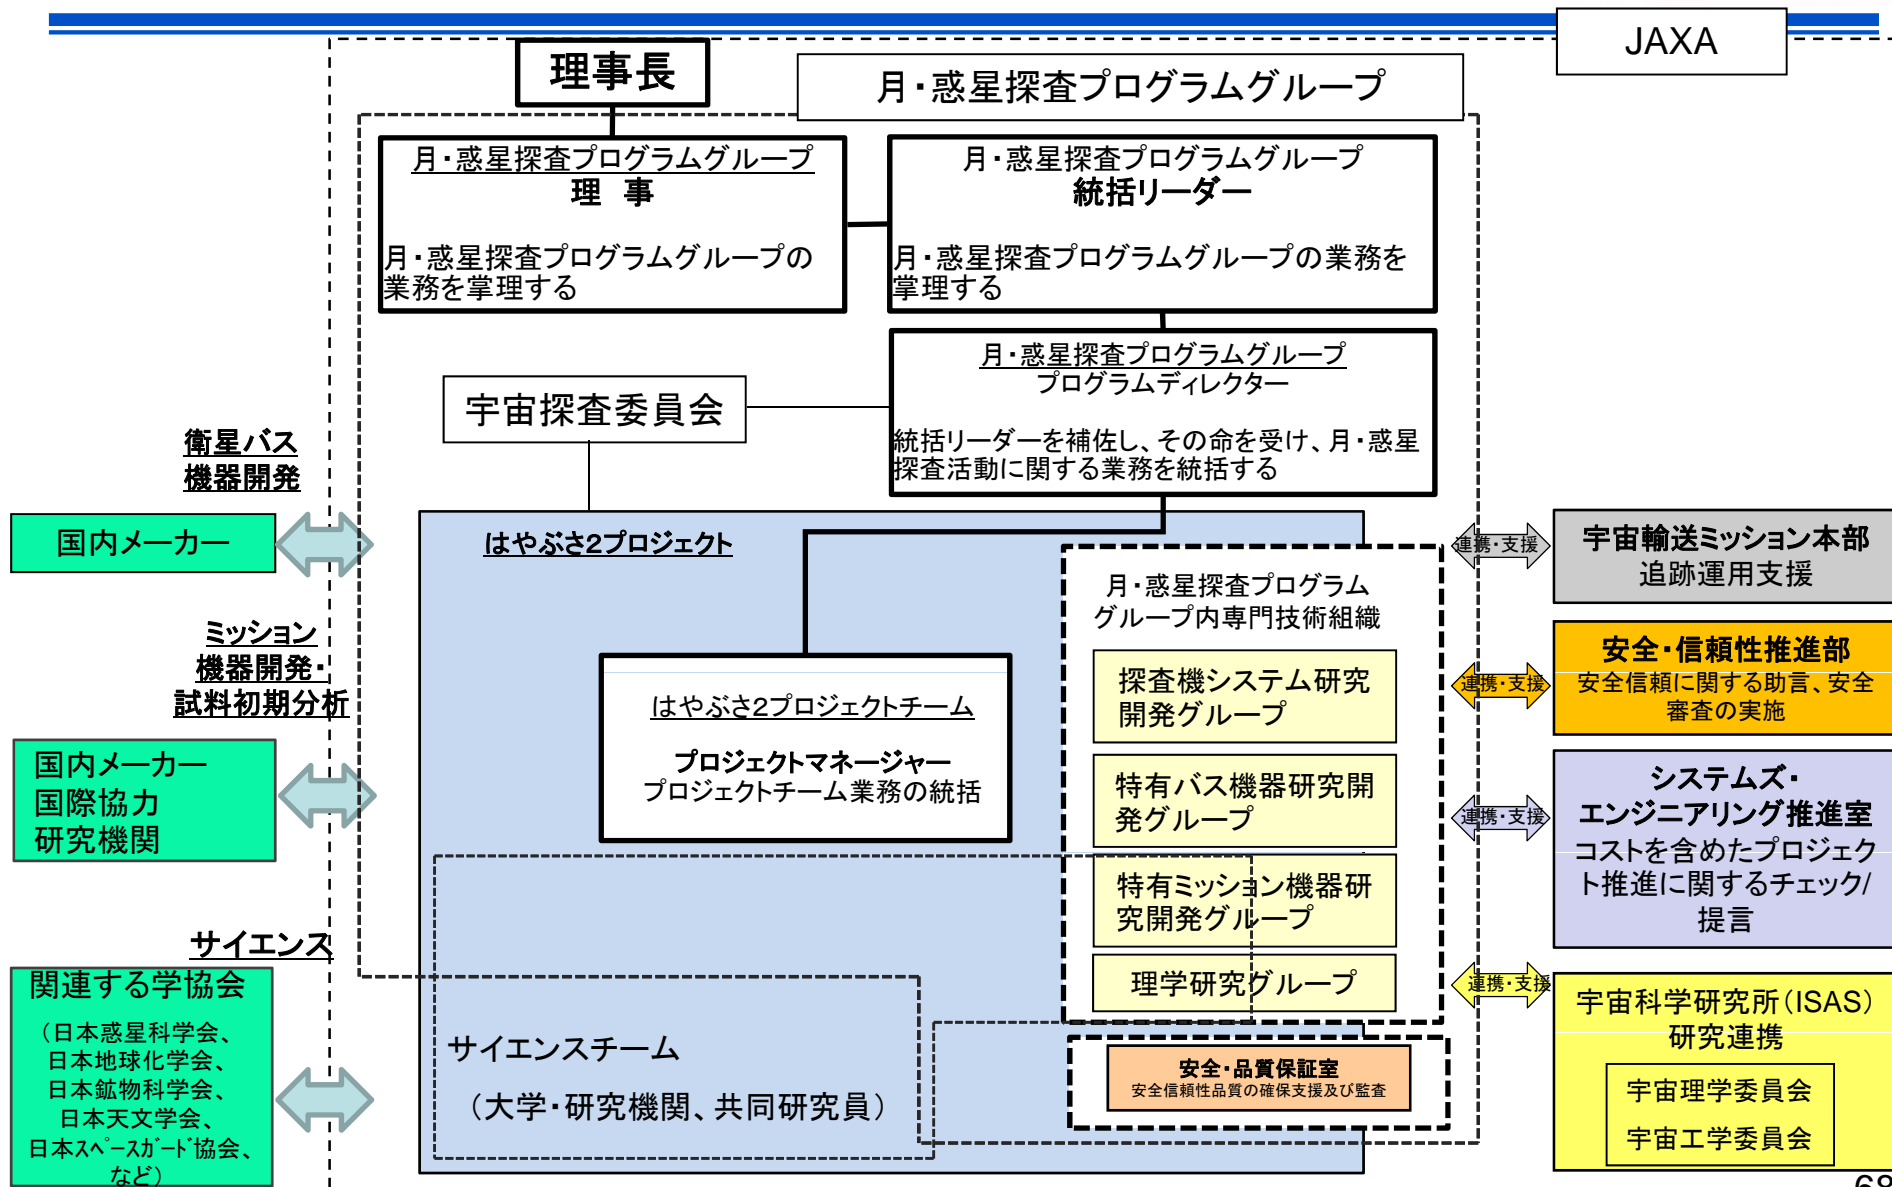 JAXA
理事長
月・惑星探査プログラムグループ
月・惑星探査プログラムグループ
理　事
月・惑星探査プログラムグループの
業務を掌理する
月・惑星探査プログラムグループ
統括リーダー
月・惑星探査プログラムグループの業務を
掌理する
月・惑星探査プログラムグループ
プログラムディレクター
統括リーダーを補佐し、その命を受け、月・惑星
探査活動に関する業務を統括する
宇宙探査委員会
衛星バス
機器開発
国内メーカー
ミッション
機器開発・
試料初期分析
国内メーカー
国際協力
研究機関
サイエンス
関連する学協会
（日本惑星科学会、
日本地球化学会、
日本鉱物科学会、
日本天文学会、
日本ｽﾍﾟｰｽｶﾞｰﾄﾞ協会、
など）
はやぶさ２プロジェクト
はやぶさ２プロジェクトチーム
プロジェクトマネージャー
プロジェクトチーム業務の統括
サイエンスチーム
（大学・研究機関、共同研究員）
月・惑星探査プログラム
グループ内専門技術組織
探査機システム研究
開発グループ
特有バス機器研究開
発グループ
特有ミッション機器研
究開発グループ
理学研究グループ
安全・品質保証室
安全信頼性品質の確保支援及び監査
連携・支援
宇宙輸送ミッション本部
追跡運用支援
連携・支援
安全・信頼性推進部
安全信頼に関する助言、安全
審査の実施
連携・支援
システムズ・
エンジニアリング推進室
コストを含めたプロジェク
ト推進に関するチェック/
提言
連携・支援
宇宙科学研究所（ISAS）
研究連携
宇宙理学委員会
宇宙工学委員会
68